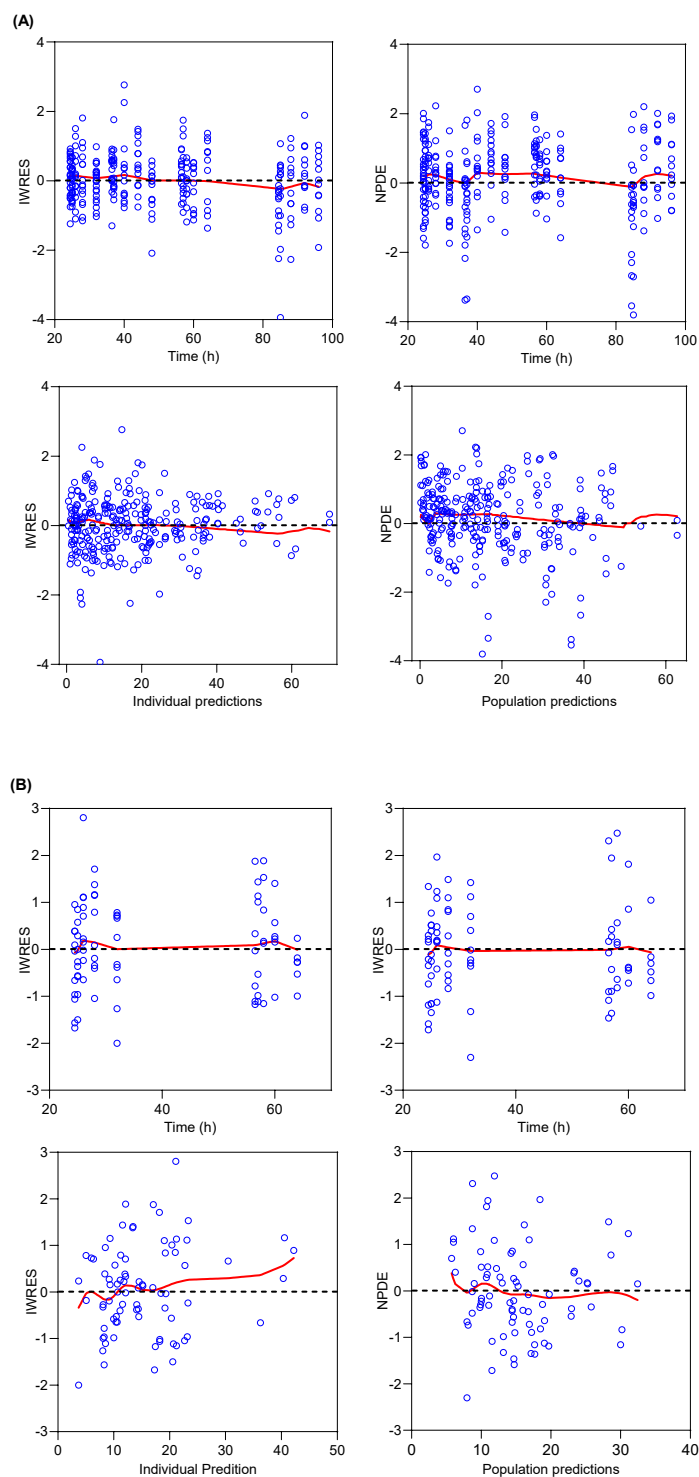 (A)
4
2
0
-2
-4
IWRES
20 40 60 80 100
Time (h)
4
2
0
-2
-4
NPDE
20 40 60 80 100
Time (h)
4
2
0
-2
-4
IWRES
0 20 40 60
Individual predictions
4
2
0
-2
-4
NPDE
0 20 40 60
Population predictions
(B)
3
2
1
0
-1
-2
-3
IWRES
20 40 60
Time (h)
3
2
1
0
-1
-2
-3
IWRES
20 40 60
Time (h)
3
2
1
0
-1
-2
-3
IWRES
0 10 20 30 40 50
Individual Predition
3
2
1
0
-1
-2
-3
NPDE
0 10 20 30 40
Population predictions